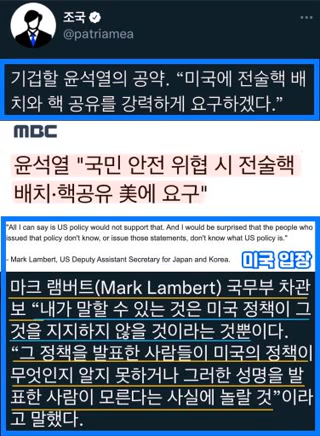 조국
@patriamea
기겁할 윤석열의 공약. “미국에 전술핵 배
치와 핵 공유를 강력하게 요구하겠다.”
MBC
윤석열 "국민 안전 위협 시 전술핵
배치·핵공유 美에 요구"
"All I can say is US policy would not support that. And I would be surprised that the people who
issued that policy don't know, or issue those statements, don't know what US policy is."
- Mark Lambert, US Deputy Assistant Secretary for Japan and Korea.
미국 입장
마크 램버트(Mark Lambert) 국무부 차관
보 “내가 말할 수 있는 것은 미국 정책이 그
것을 지지하지 않을 것이라는 것뿐이다.
“그 정책을 발표한 사람들이 미국의 정책이
무엇인지 알지 못하거나 그러한 성명을 발
표한 사람이 모른다는 사실에 놀랄 것”이라
고 말했다.